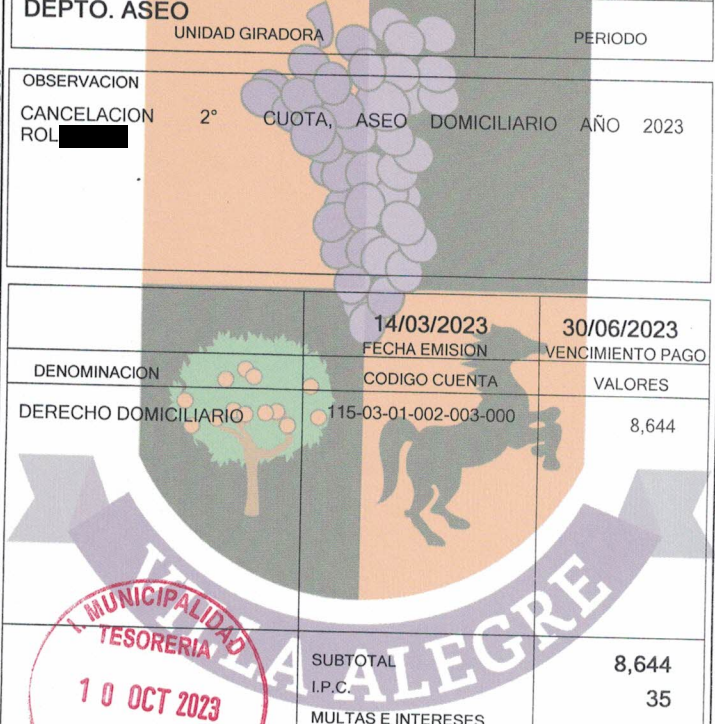 DEPTO. ASEO
UNIDAD GIRADORA
PERIODO
OBSERVACION
CANCELACION 2° CUOTA, ASEO DOMICILIARIO AÑO 2023
ROL
14/03/2023 30/06/2023
FECHA EMISION VENCIMIENTO PAGO
DENOMINACION CODIGO CUENTA VALORES
DERECHO DOMICILIARIO 115-03-01-002-003-000 8,644
VILLA ALEGRE
I. MUNICIPALIDAD
TESORERIA
10 OCT 2023
SUBTOTAL 8,644
I.P.C. 35
MULTAS E INTERESES